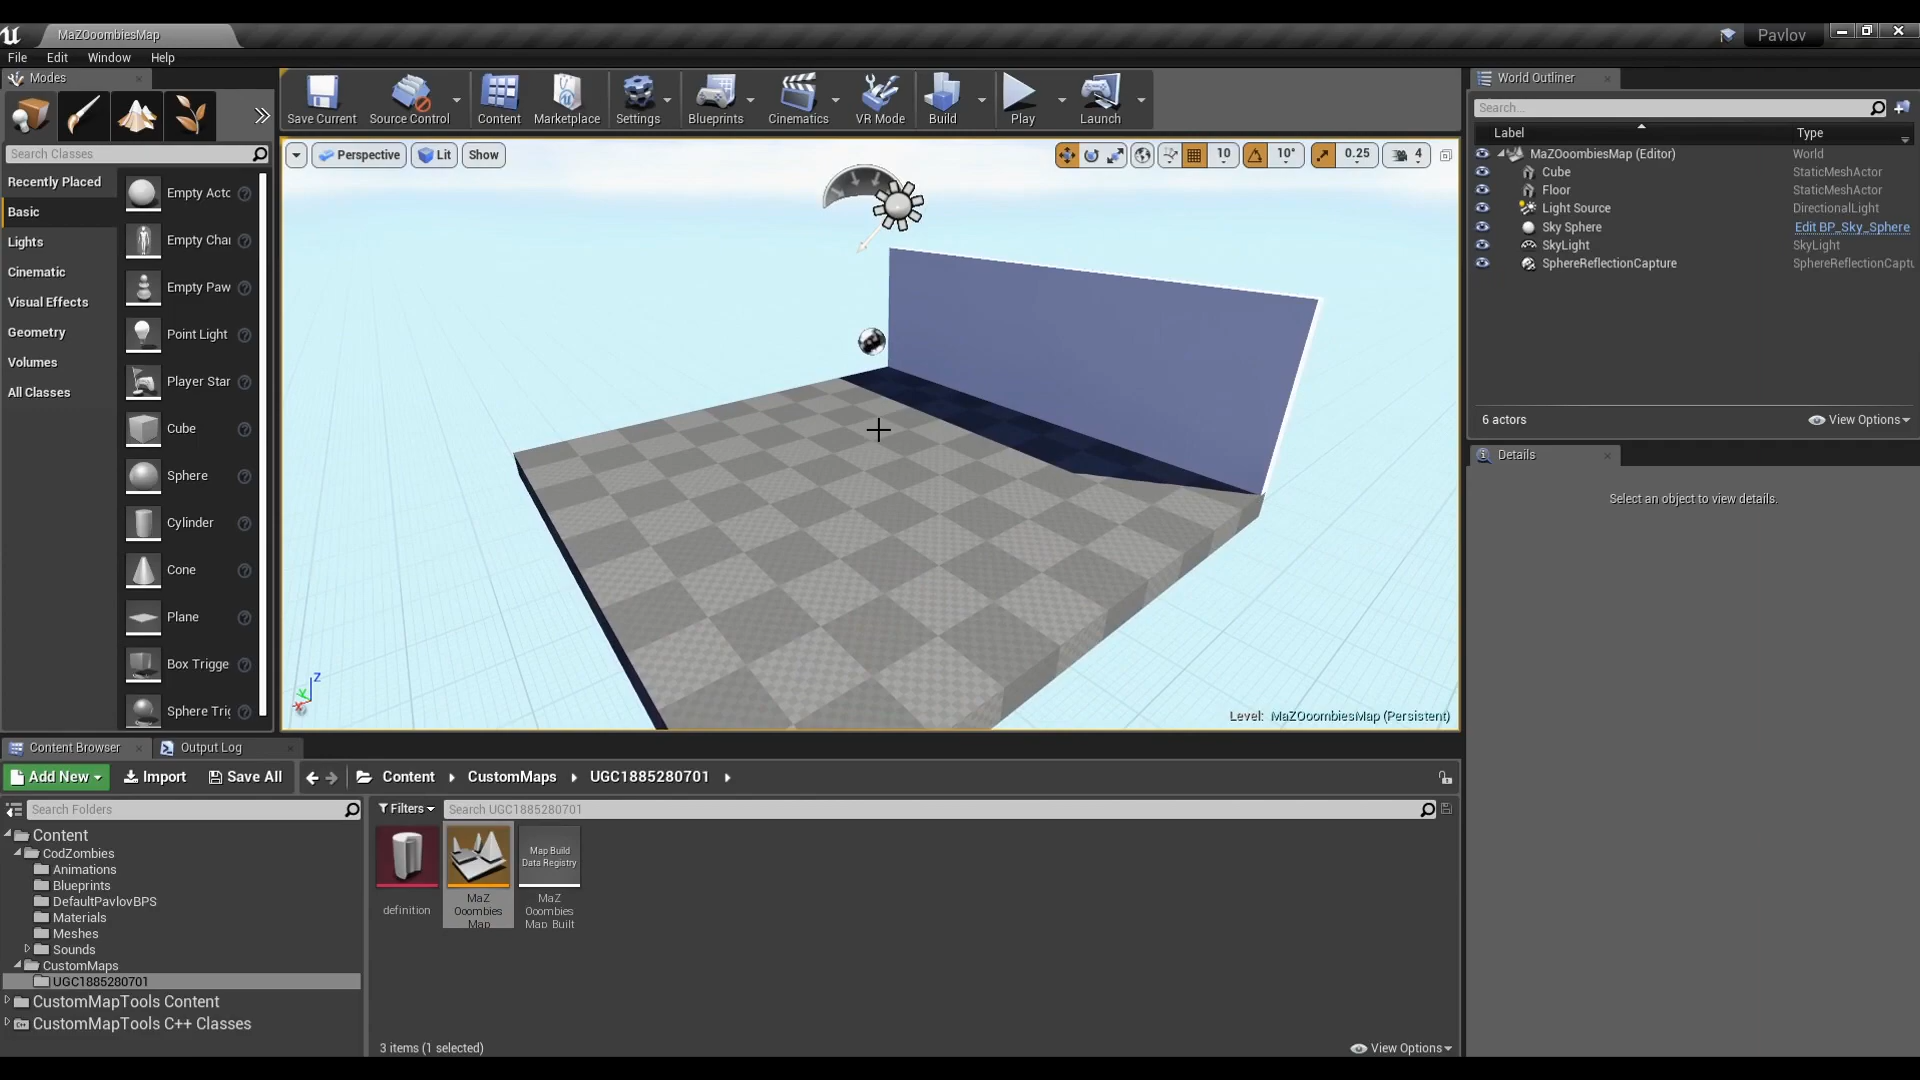 MaZOoombiesMap
Pavlov
File Edit Window Help
Modes
Search Classes
Recently Placed
Basic
Lights
Cinematic
Visual Effects
Geometry
Volumes
All Classes
Empty Acto
Empty Char
Empty Paw
Point Light
Player Star
Cube
Sphere
Cylinder
Cone
Plane
Box Trigge
Sphere Trig
Save Current
Source Control
Content
Marketplace
Settings
Blueprints
Cinematics
VR Mode
Build
Play
Launch
Perspective
Lit
Show
10
10°
0.25
4
Z
Y
X
Level: MaZOoombiesMap (Persistent)
World Outliner
Search...
Label Type
MaZOoombiesMap (Editor) World
Cube StaticMeshActor
Floor StaticMeshActor
Light Source DirectionalLight
Sky Sphere Edit BP_Sky_Sphere
SkyLight SkyLight
SphereReflectionCapture SphereReflectionCaptu
6 actors
View Options
Details
Select an object to view details.
Content Browser
Output Log
Add New
Import
Save All
Content
CustomMaps
UGC1885280701
Search Folders
Filters
Search UGC1885280701
Content
CodZombies
Animations
Blueprints
DefaultPavlovBPS
Materials
Meshes
Sounds
CustomMaps
UGC1885280701
CustomMapTools Content
CustomMapTools C++ Classes
definition
MaZ
Ooombies
Map
Map Build
Data Registry
MaZ
Ooombies
Map_Built
3 items (1 selected)
View Options